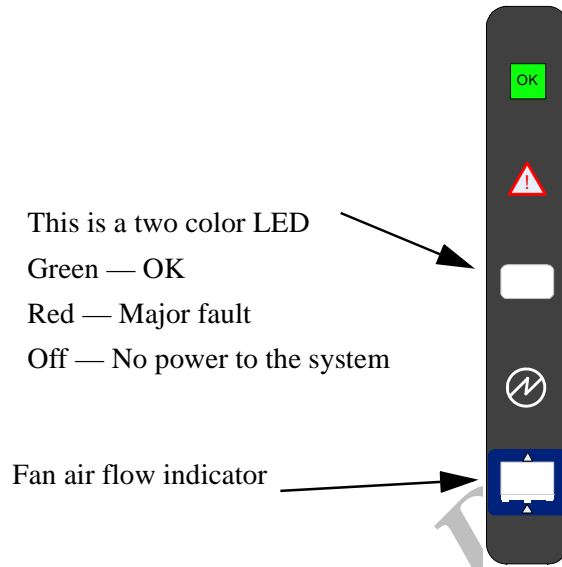 OK
!
This is a two color LED
Green — OK
Red — Major fault
Off — No power to the system
Fan air flow indicator